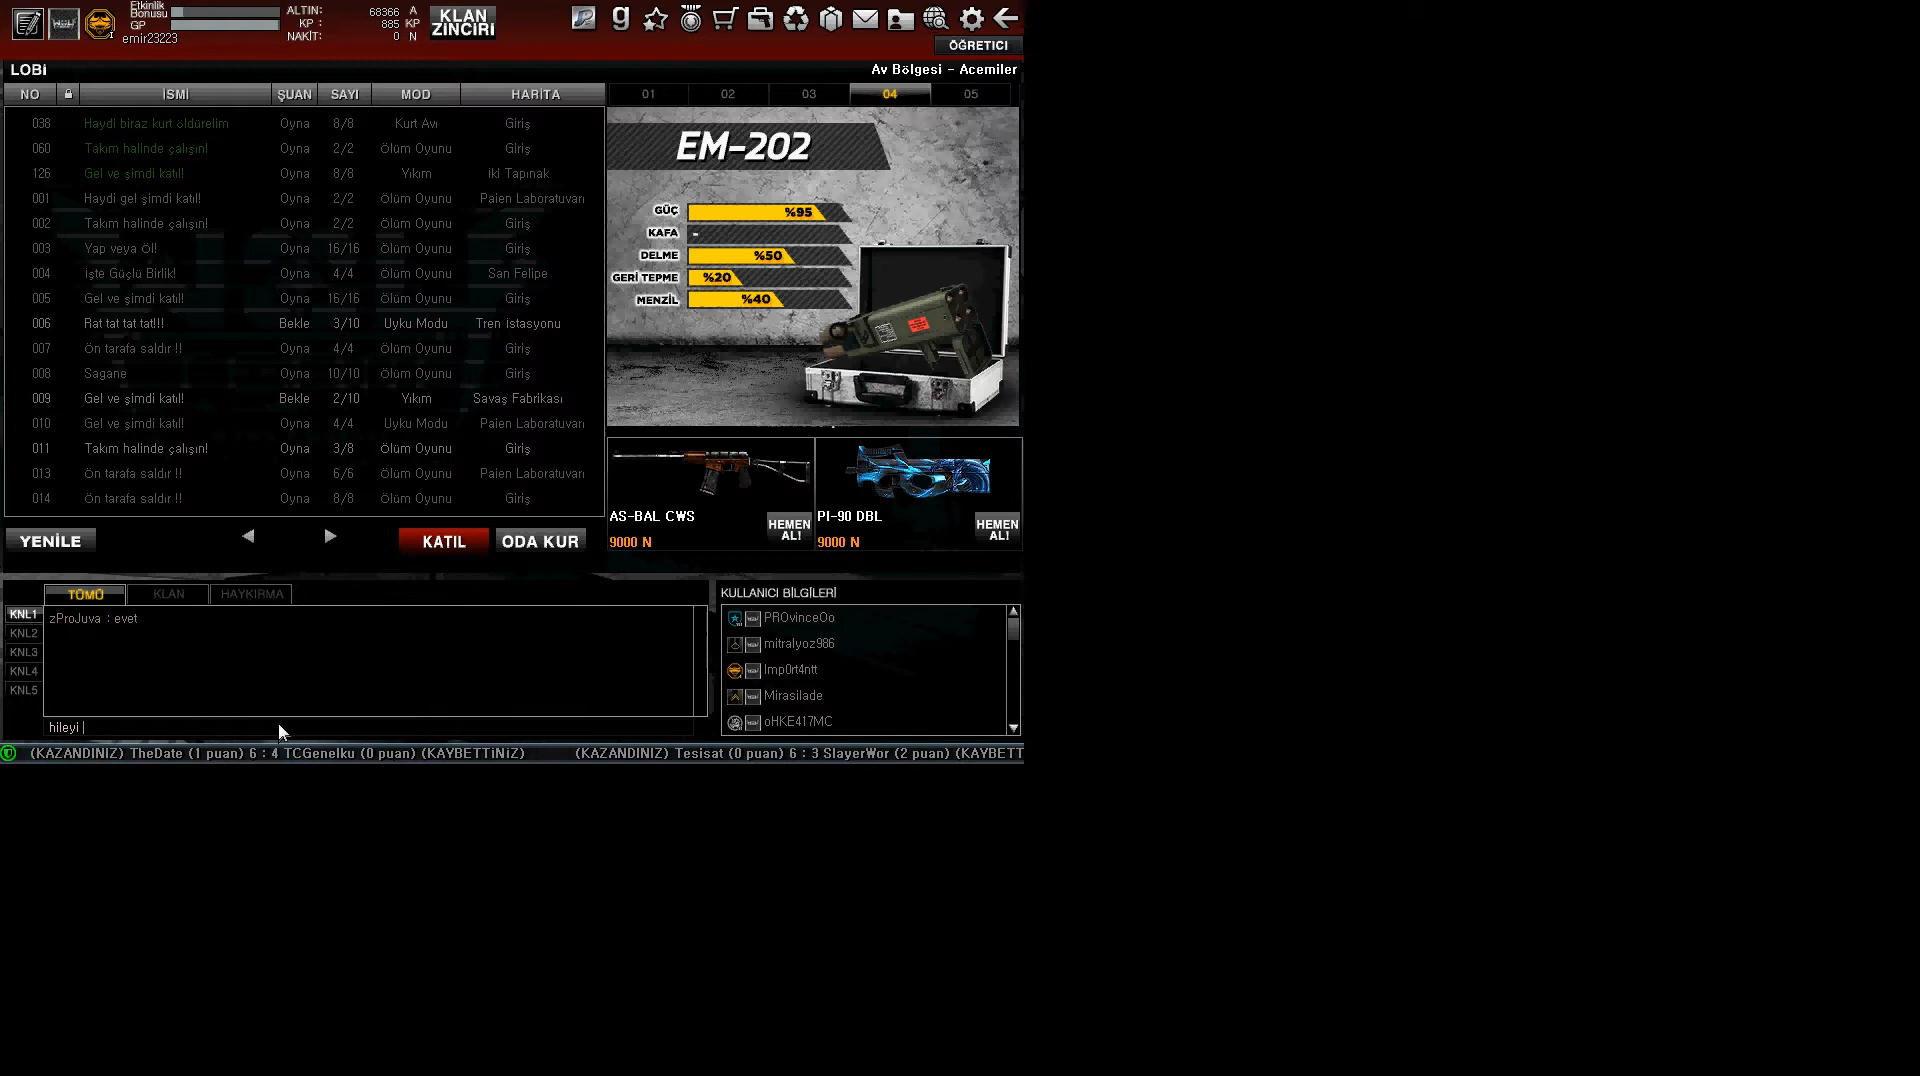 Etkinlik
Bonusu
GP
emir23223
ALTIN: 68366 A
KP : 885 KP
NAKİT: 0 N
KLAN
ZİNCİRİ
ÖĞRETICI
LOBİ
Av Bölgesi - Acemiler
NO İSMİ ŞUAN SAYI MOD HARİTA
01 02 03 04 05
038 Haydi biraz kurt öldürelim Oyna 8/8 Kurt Avı Giriş
060 Takım halinde çalışın! Oyna 2/2 Ölüm Oyunu Giriş
126 Gel ve şimdi katıl! Oyna 8/8 Yıkım İki Tapınak
001 Haydi gel şimdi katıl! Oyna 2/2 Ölüm Oyunu Paien Laboratuvarı
002 Takım halinde çalışın! Oyna 2/2 Ölüm Oyunu Giriş
003 Yap veya Öl! Oyna 16/16 Ölüm Oyunu Giriş
004 İşte Güçlü Birlik! Oyna 4/4 Ölüm Oyunu San Felipe
005 Gel ve şimdi katıl! Oyna 16/16 Ölüm Oyunu Giriş
006 Rat tat tat tat!!! Bekle 3/10 Uyku Modu Tren İstasyonu
007 Ön tarafa saldır !! Oyna 4/4 Ölüm Oyunu Giriş
008 Sagane Oyna 10/10 Ölüm Oyunu Giriş
009 Gel ve şimdi katıl! Bekle 2/10 Yıkım Savaş Fabrikası
010 Gel ve şimdi katıl! Oyna 4/4 Uyku Modu Paien Laboratuvarı
011 Takım halinde çalışın! Oyna 3/8 Ölüm Oyunu Giriş
013 Ön tarafa saldır !! Oyna 6/6 Ölüm Oyunu Paien Laboratuvarı
014 Ön tarafa saldır !! Oyna 8/8 Ölüm Oyunu Giriş
EM-202
GÜÇ %95
KAFA -
DELME %50
GERİ TEPME %20
MENZİL %40
AS-BAL CWS
9000 N
HEMEN
AL!
PI-90 DBL
9000 N
HEMEN
AL!
YENİLE
KATIL
ODA KUR
TÜMÜ KLAN HAYKIRMA
KNL1
KNL2
KNL3
KNL4
KNL5
zProJuva : evet
hileyi
KULLANICI BİLGİLERİ
PROvinceOo
mitralyoz986
Imp0rt4ntt
Mirasilade
oHKE417MC
(KAZANDINIZ) TheDate (1 puan) 6 : 4 TCGenelku (0 puan) (KAYBETTİNİZ) (KAZANDINIZ) Tesisat (0 puan) 6 : 3 SlayerWor (2 puan) (KAYBETT